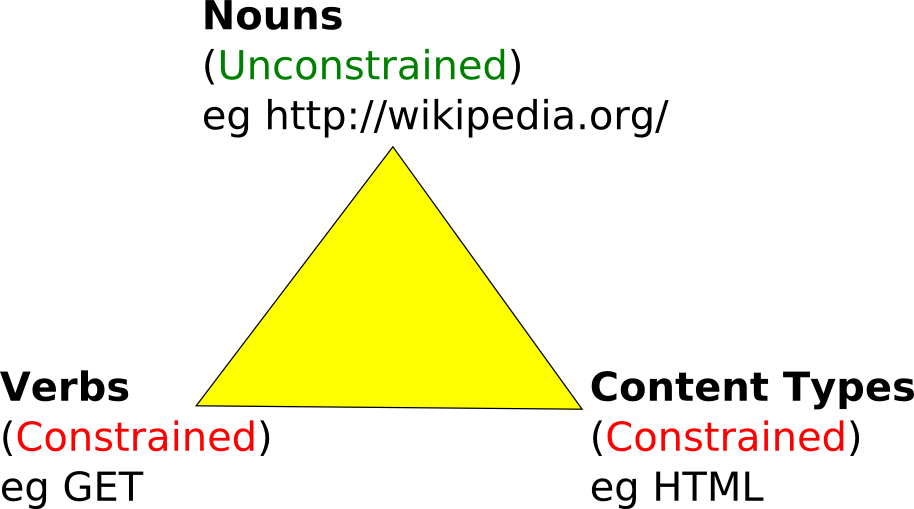 Nouns
(Unconstrained)
eg http://wikipedia.org/
Verbs
(Constrained)
eg GET
Content Types
(Constrained)
eg HTML